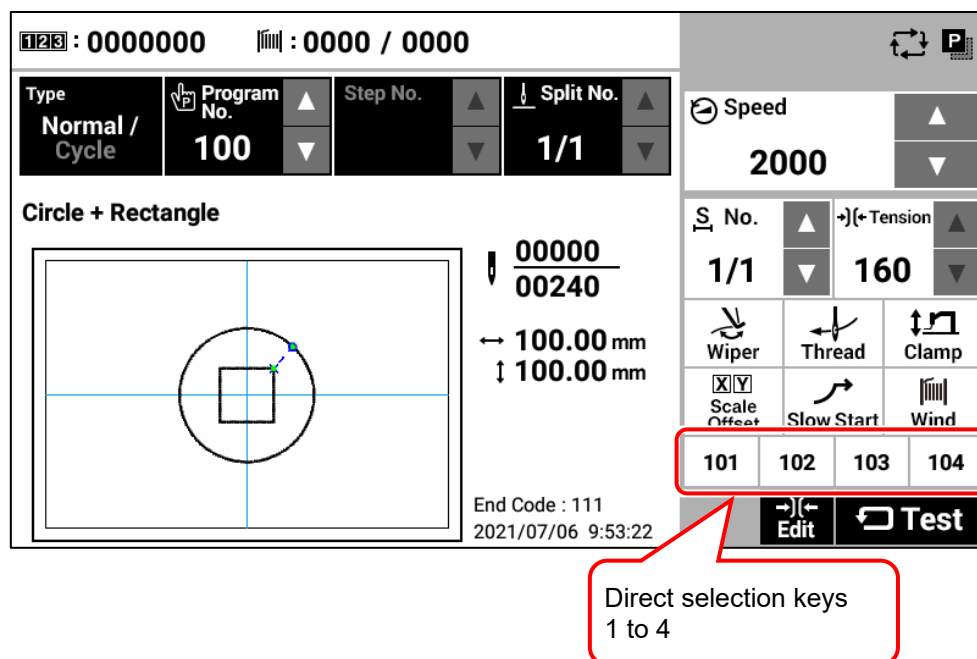 123 : 0000000 : 0000 / 0000
P
Type
Normal /
Cycle
P Program
No.
100
Step No.
Split No.
1/1
Speed
2000
Circle + Rectangle
00000
00240
100.00 mm
100.00 mm
S No.
1/1
Tension
160
Wiper
Thread
Clamp
X Y
Scale
Offset
Slow Start
Wind
101 102 103 104
End Code : 111
2021/07/06 9:53:22
Edit
Test
Direct selection keys
1 to 4